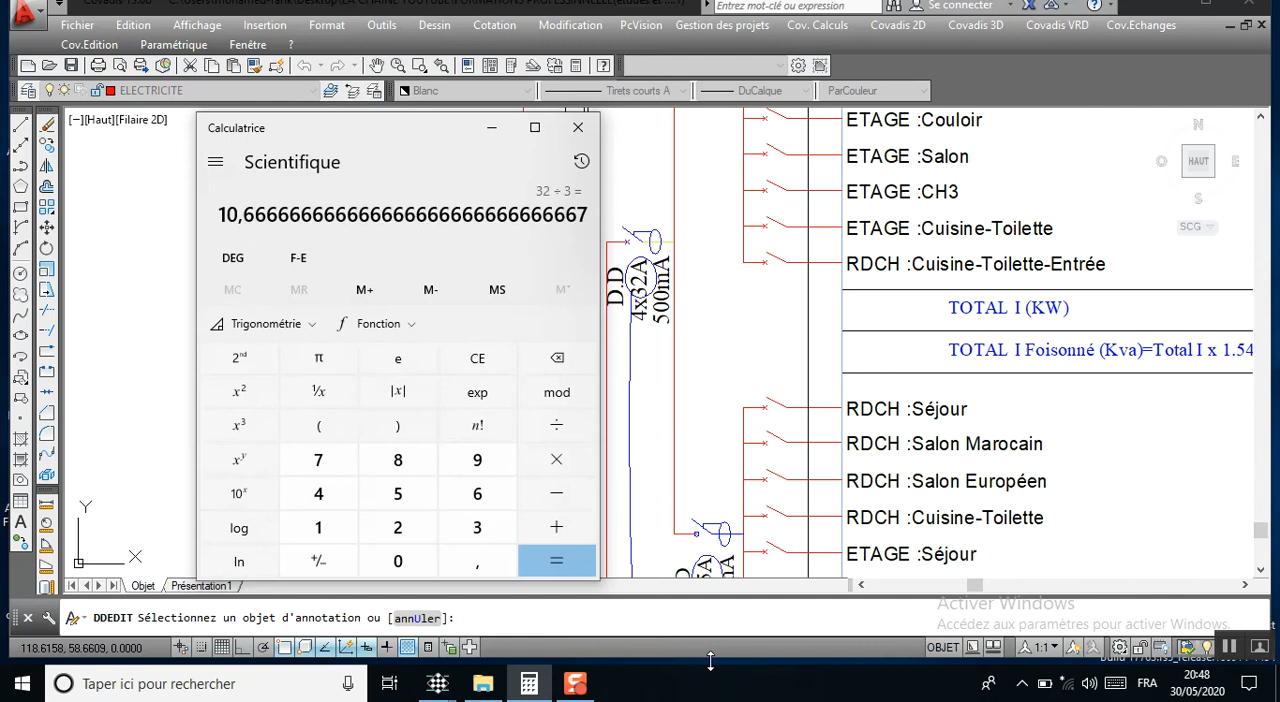 Se connecter
Fichier Edition Affichage Insertion Format Outils Dessin Cotation Modification PcVision Gestion des projets Cov. Calculs Covadis 2D Covadis 3D Covadis VRD Cov.Echanges
Cov.Edition Paramétrique Fenêtre ?
ELECTRICITE Blanc Tirets courts A DuCalque ParCouleur
[−][Haut][Filaire 2D]
Calculatrice
Scientifique
32 ÷ 3 =
10,666666666666666666666666666667
DEG F-E
MC MR M+ M- MS M˅
Trigonométrie f Fonction
2nd π e CE
x² ⅟x |x| exp mod
x³ ( ) n! ÷
xʸ 7 8 9 ×
10ˣ 4 5 6 −
log 1 2 3 +
ln +/− 0 , =
D.D
4x32A
500mA
ETAGE :Couloir
ETAGE :Salon
ETAGE :CH3
ETAGE :Cuisine-Toilette
RDCH :Cuisine-Toilette-Entrée
TOTAL I (KW)
TOTAL I Foisonné (Kva)=Total I x 1.54
RDCH :Séjour
RDCH :Salon Marocain
RDCH :Salon Européen
RDCH :Cuisine-Toilette
ETAGE :Séjour
N
O HAUT E
S
SCG
Y
X
Objet Présentation1
Activer Windows
Accédez aux paramètres pour activer Windows.
DDEDIT Sélectionnez un objet d'annotation ou [annUler]:
118.6158, 58.6609, 0.0000 OBJET 1:1
Taper ici pour rechercher
FRA
20:48
30/05/2020